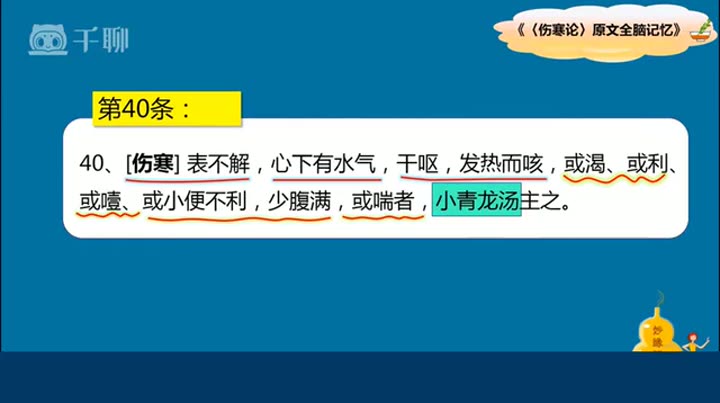 千聊
《〈伤寒论〉原文全脑记忆》
第40条：
40、[伤寒] 表不解，心下有水气，干呕，发热而咳，或渴、或利、
或噎、或小便不利，少腹满，或喘者，小青龙汤主之。
妙
缘